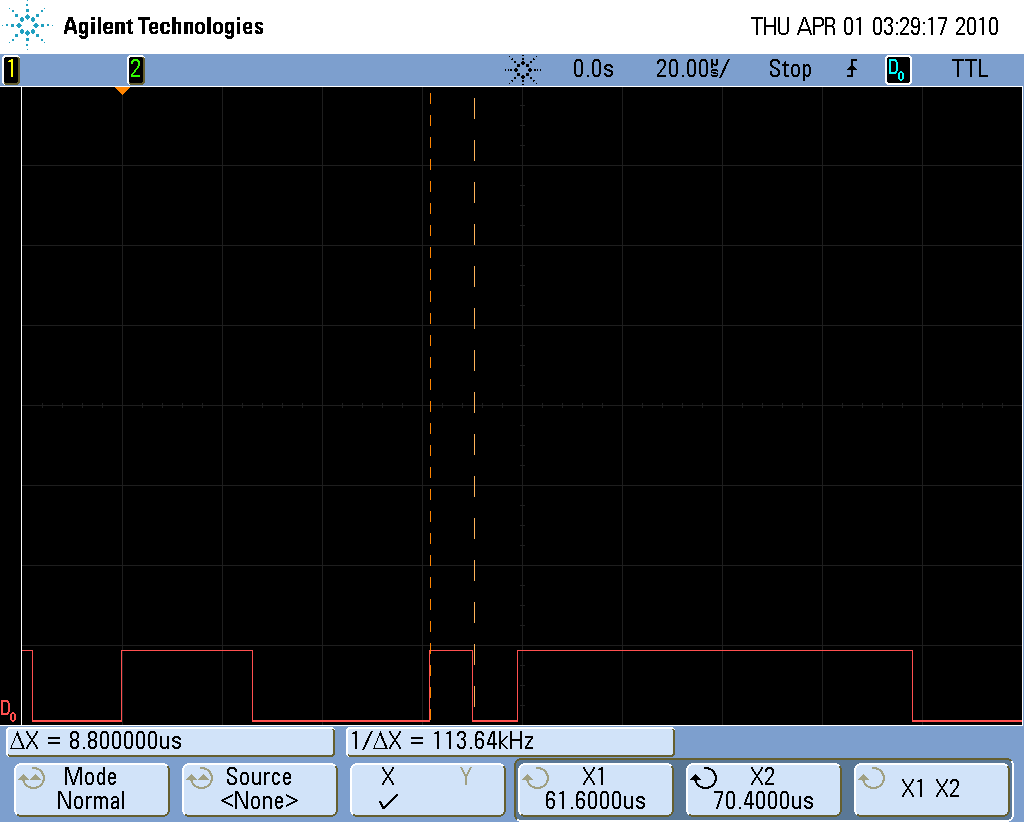 Agilent Technologies THU APR 01 03:29:17 2010
1 2 0.0s 20.00µs/ Stop D0 TTL
D0
ΔX = 8.800000us 1/ΔX = 113.64kHz
Mode Source X Y X1 X2 X1 X2
Normal <None> ✓ 61.6000us 70.4000us